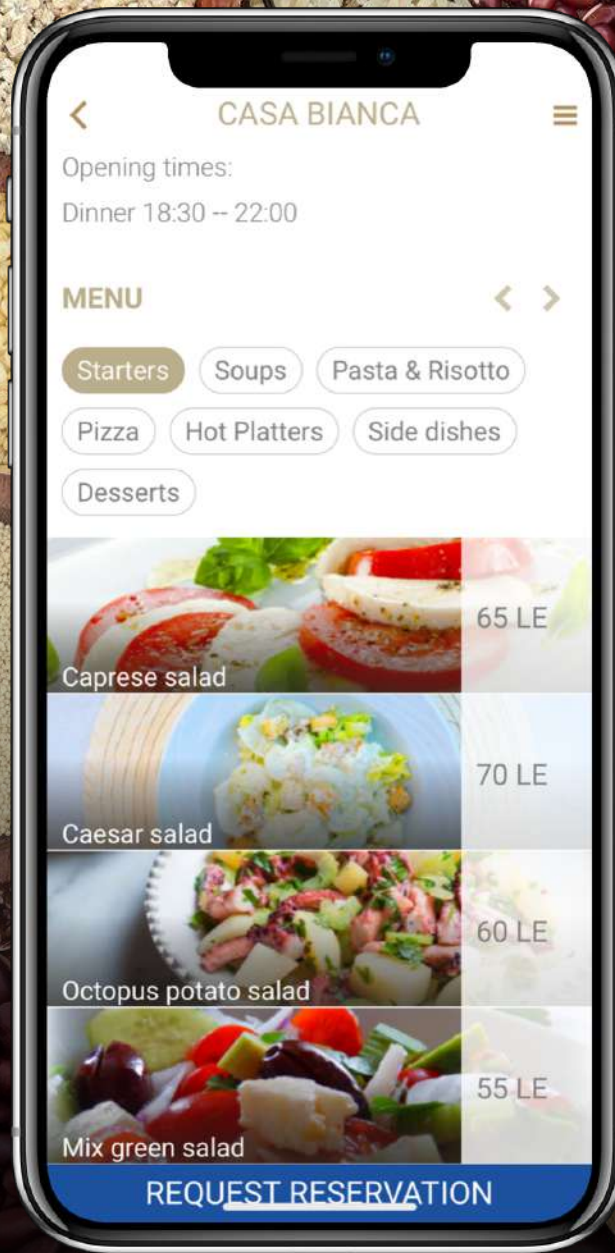 CASA BIANCA
Opening times:
Dinner 18:30 -- 22:00
MENU
Starters Soups Pasta & Risotto
Pizza Hot Platters Side dishes
Desserts
65 LE
Caprese salad
70 LE
Caesar salad
60 LE
Octopus potato salad
55 LE
Mix green salad
REQUEST RESERVATION